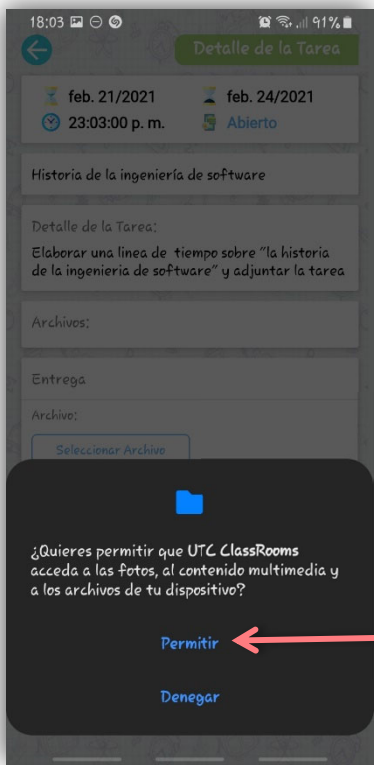 18:03 91%
Detalle de la Tarea
feb. 21/2021 feb. 24/2021
23:03:00 p. m. Abierto
Historia de la ingeniería de software
Detalle de la Tarea:
Elaborar una linea de tiempo sobre "la historia
de la ingenieria de software" y adjuntar la tarea
Archivos:
Entrega
Archivo:
Seleccionar Archivo
¿Quieres permitir que UTC ClassRooms
acceda a las fotos, al contenido multimedia y
a los archivos de tu dispositivo?
Permitir
Denegar